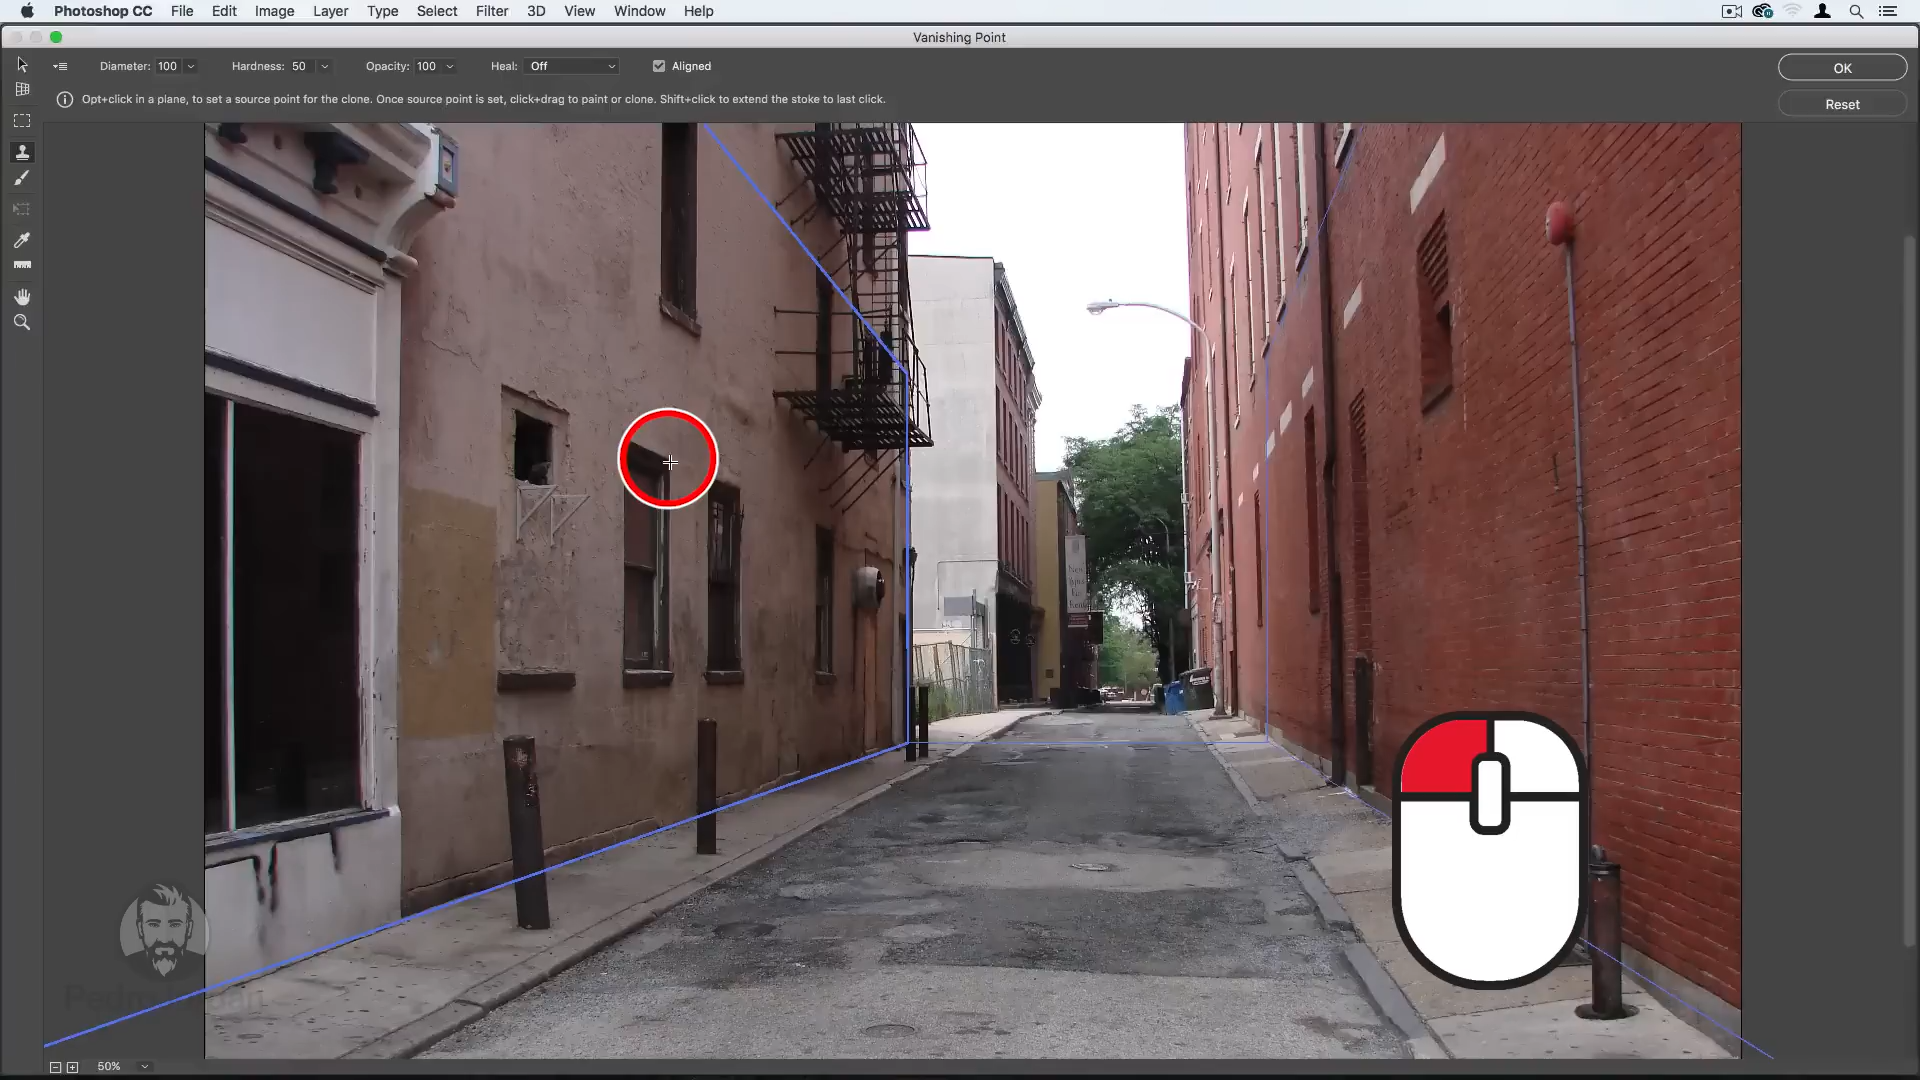 Photoshop CC File Edit Image Layer Type Select Filter 3D View Window Help
Vanishing Point
Diameter: 100 Hardness: 50 Opacity: 100 Heal: Off Aligned
OK
Opt+click in a plane, to set a source point for the clone. Once source point is set, click+drag to paint or clone. Shift+click to extend the stoke to last click.
Reset
50%